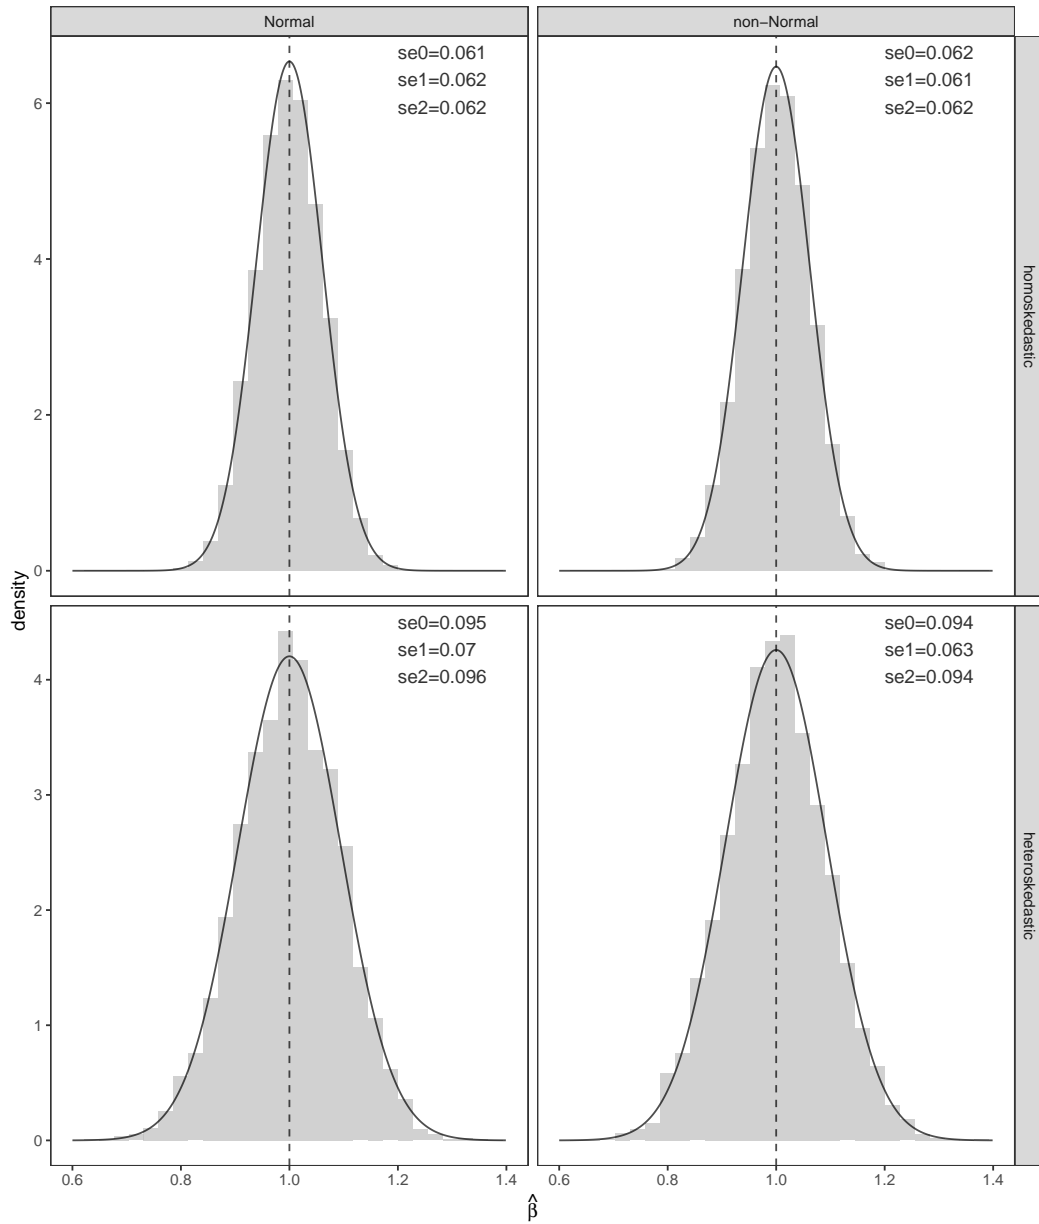 Normal
non−Normal
se0=0.061
se1=0.062
se2=0.062
se0=0.062
se1=0.061
se2=0.062
homoskedastic
6
4
2
0
density
se0=0.095
se1=0.07
se2=0.096
se0=0.094
se1=0.063
se2=0.094
heteroskedastic
4
3
2
1
0
0.6 0.8 1.0 1.2 1.4
0.6 0.8 1.0 1.2 1.4
β̂